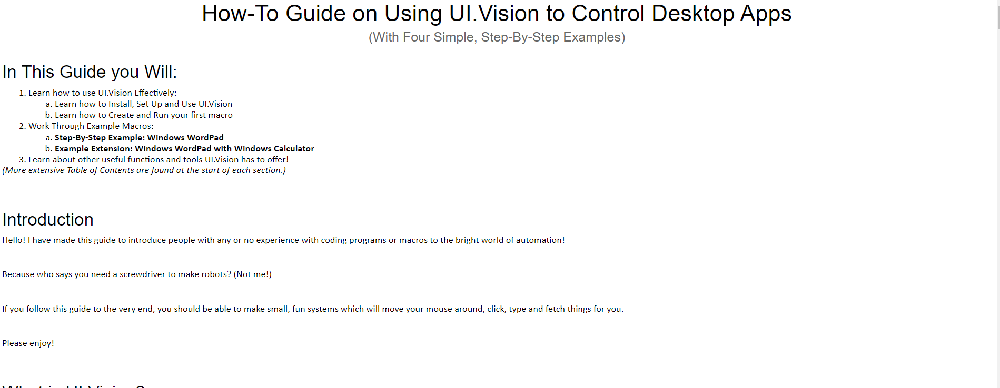 How-To Guide on Using UI.Vision to Control Desktop Apps
(With Four Simple, Step-By-Step Examples)
In This Guide you Will:
1. Learn how to use UI.Vision Effectively:
a. Learn how to Install, Set Up and Use UI.Vision
b. Learn how to Create and Run your first macro
2. Work Through Example Macros:
a. Step-By-Step Example: Windows WordPad
b. Example Extension: Windows WordPad with Windows Calculator
3. Learn about other useful functions and tools UI.Vision has to offer!
(More extensive Table of Contents are found at the start of each section.)
Introduction
Hello! I have made this guide to introduce people with any or no experience with coding programs or macros to the bright world of automation!
Because who says you need a screwdriver to make robots? (Not me!)
If you follow this guide to the very end, you should be able to make small, fun systems which will move your mouse around, click, type and fetch things for you.
Please enjoy!
What is UI.Vision?